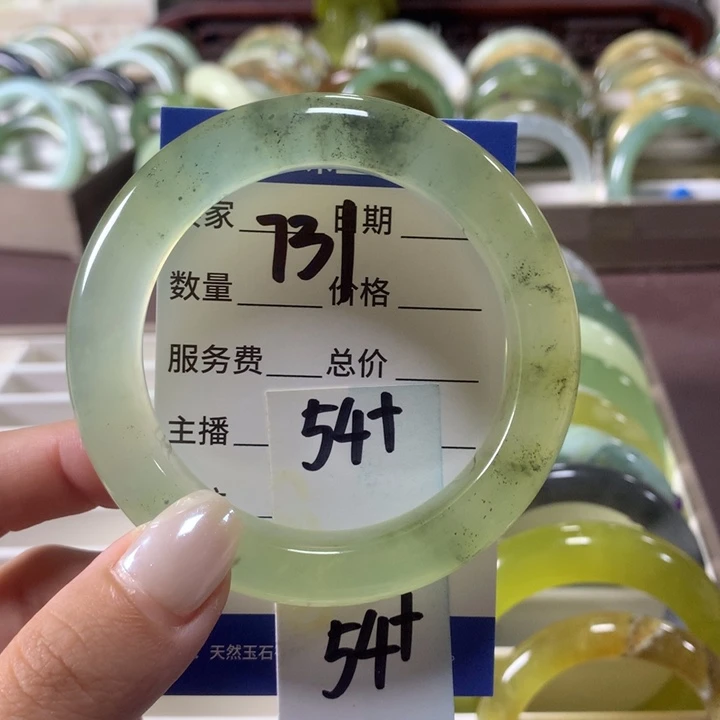 家 731 日期
数量 价格
服务费 总价
主播
54+
54+
天然玉石